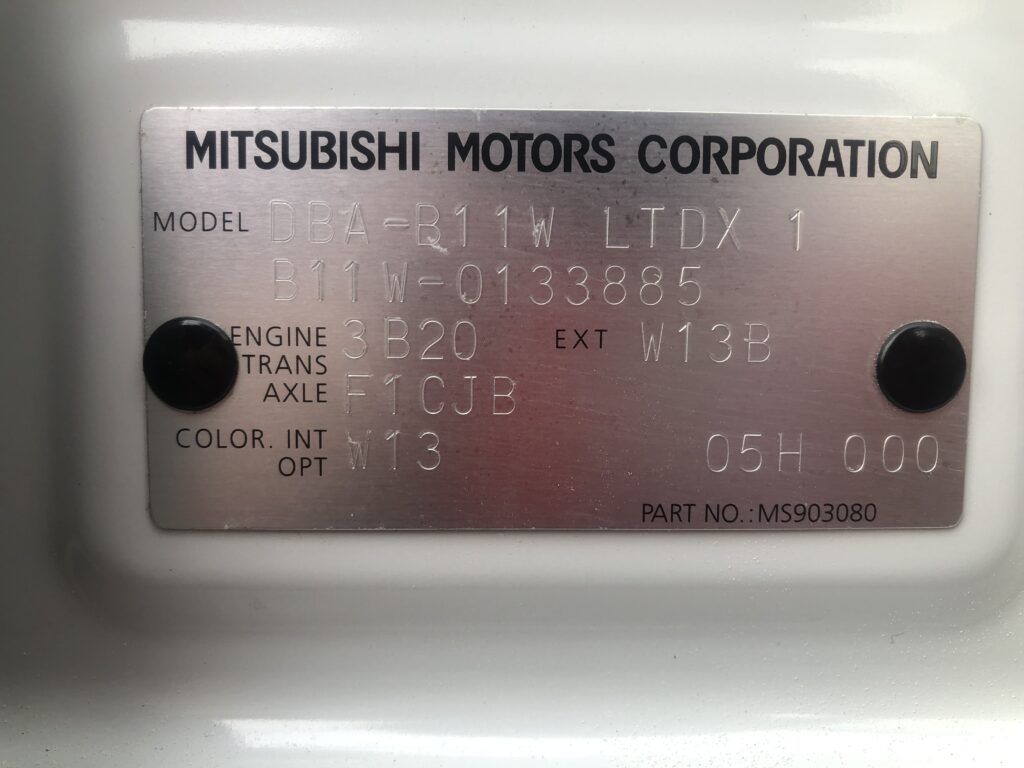 MITSUBISHI MOTORS CORPORATION
MODEL DBA-B11W LTDX 1
B11W-0133885
ENGINE 3B20 EXT W13B
TRANS
AXLE F1CJB
COLOR. INT W13 05H 000
OPT
PART NO.:MS903080